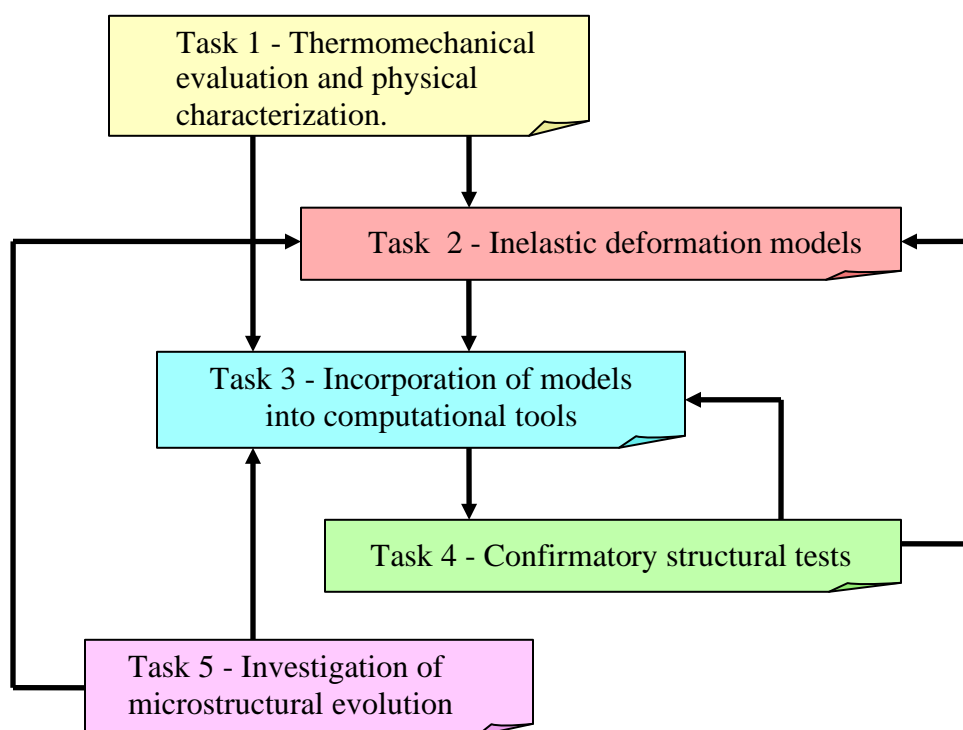 Task 1 - Thermomechanical
evaluation and physical
characterization.
Task  2 - Inelastic deformation models
Task 3 - Incorporation of models
into computational tools
Task 4 - Confirmatory structural tests
Task 5 - Investigation of
microstructural evolution